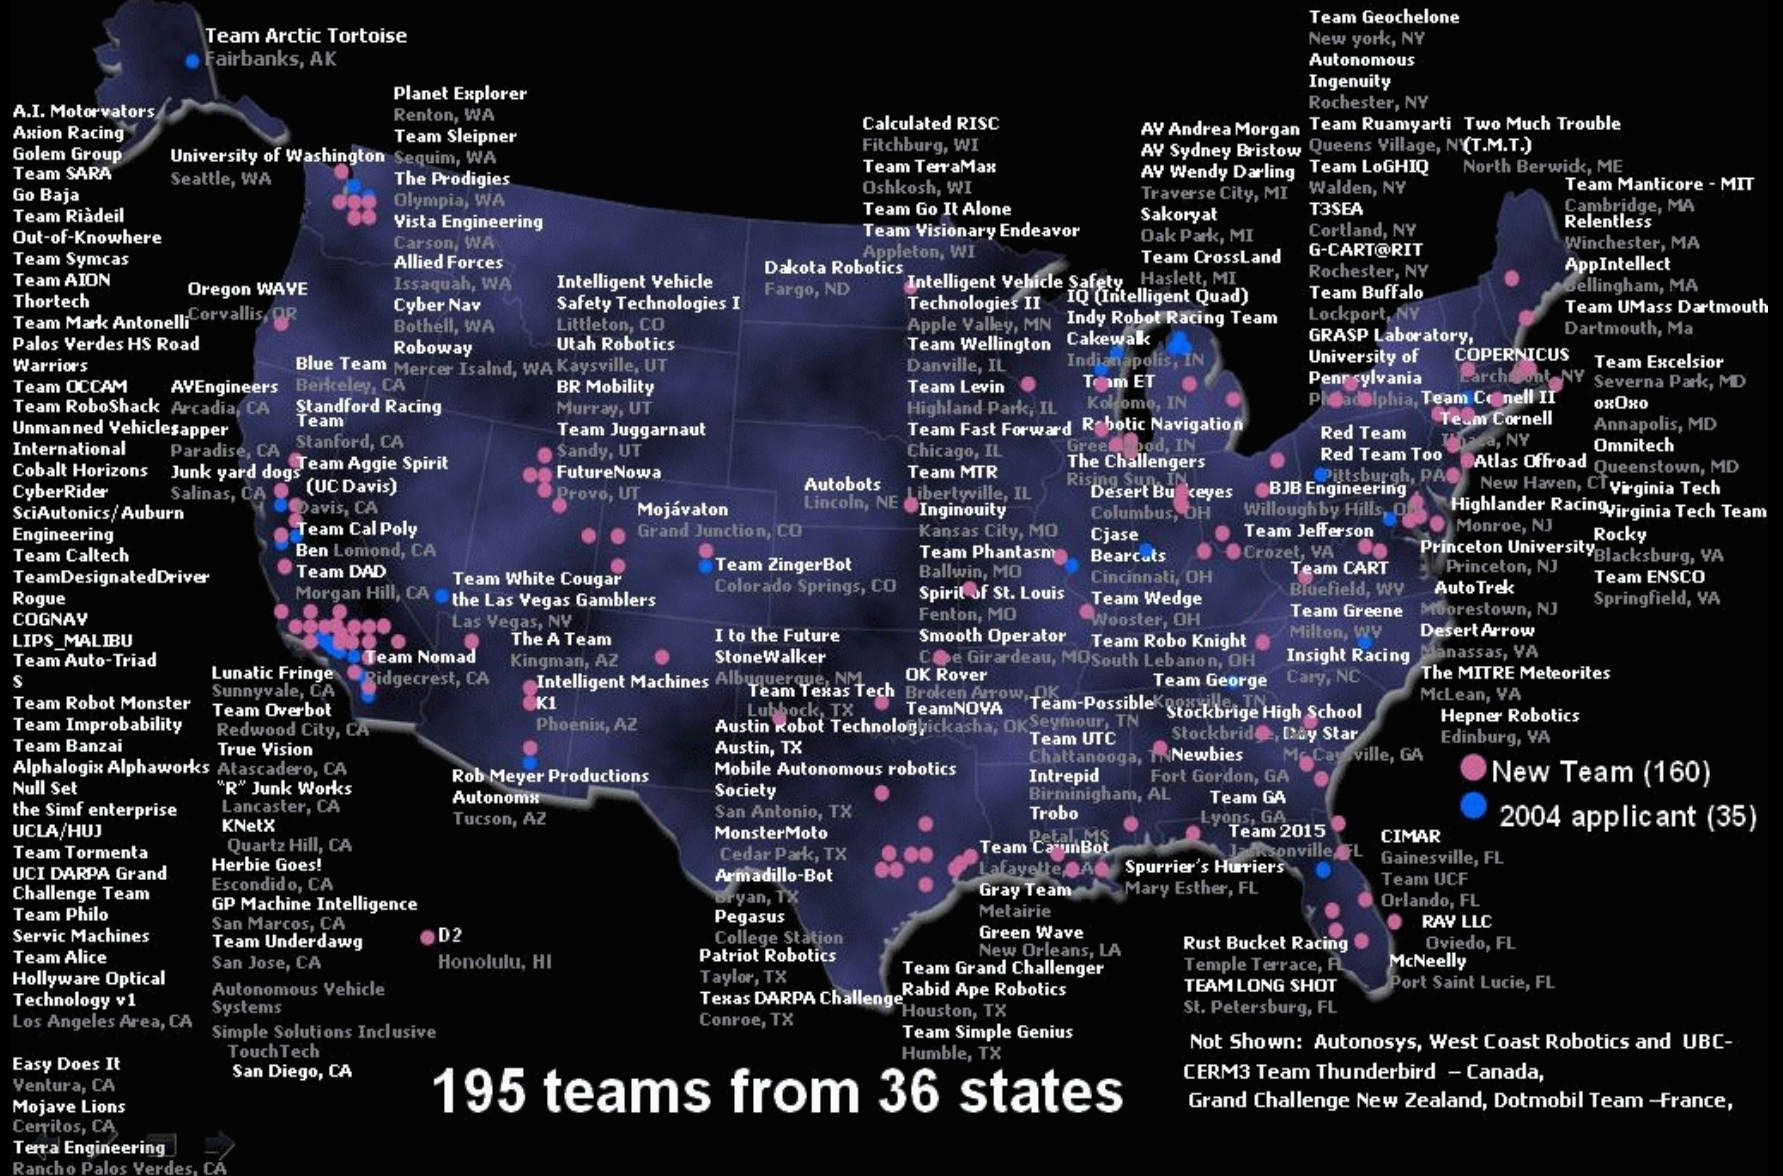 Team Arctic Tortoise
Fairbanks, AK
A.I. Motorvators
Axion Racing
Golem Group
Team SARA
Go Baja
Team Riàdeil
Out-of-Knowhere
Team Symcas
Team AION
Thortech
Team Mark Antonelli
Palos Verdes HS Road
Warriors
Team OCCAM
Team RoboShack
Unmanned Vehicles
International
Cobalt Horizons
CyberRider
SciAutonics/Auburn
Engineering
Team Caltech
TeamDesignatedDriver
Rogue
COGNAV
LIPS_MALIBU
Team Auto-Triad
S
Team Robot Monster
Team Improbability
Team Banzai
Alphalogix Alphaworks
Null Set
the Simf enterprise
UCLA/HUJ
Team Tormenta
UCI DARPA Grand
Challenge Team
Team Philo
Servic Machines
Team Alice
Hollyware Optical
Technology v1
Los Angeles Area, CA
Easy Does It
Ventura, CA
Mojave Lions
Cerritos, CA
Terra Engineering
Rancho Palos Verdes, CA
University of Washington
Seattle, WA
Oregon WAVE
Corvallis, OR
AVEngineers
Arcadia, CA
apper
Paradise, CA
Junk yard dogs
Salinas, CA
Blue Team
Berkeley, CA
Standford Racing
Team
Stanford, CA
Team Aggie Spirit
(UC Davis)
Davis, CA
Team Cal Poly
Ben Lomond, CA
Team DAD
Morgan Hill, CA
Team Nomad
Ridgecrest, CA
Lunatic Fringe
Sunnyvale, CA
Team Overbot
Redwood City, CA
True Vision
Atascadero, CA
"R" Junk Works
Lancaster, CA
KNetX
Quartz Hill, CA
Herbie Goes!
Escondido, CA
GP Machine Intelligence
San Marcos, CA
Team Underdawg
San Jose, CA
Autonomous Vehicle
Systems
Simple Solutions Inclusive
TouchTech
San Diego, CA
D2
Honolulu, HI
Planet Explorer
Renton, WA
Team Sleipner
Sequim, WA
The Prodigies
Olympia, WA
Vista Engineering
Carson, WA
Allied Forces
Issaquah, WA
Cyber Nav
Bothell, WA
Roboway
Mercer Isalnd, WA
Intelligent Vehicle
Safety Technologies I
Littleton, CO
Utah Robotics
Kaysville, UT
BR Mobility
Murray, UT
Team Juggarnaut
Sandy, UT
FutureNowa
Provo, UT
Mojávaton
Grand Junction, CO
Team ZingerBot
Colorado Springs, CO
Team White Cougar
the Las Vegas Gamblers
Las Vegas, NV
The A Team
Kingman, AZ
Intelligent Machines
K1
Phoenix, AZ
Rob Meyer Productions
Autonomx
Tucson, AZ
I to the Future
StoneWalker
Albuquerque, NM
Team Texas Tech
Lubbock, TX
Austin Robot Technology
Austin, TX
Mobile Autonomous robotics
Society
San Antonio, TX
MonsterMoto
Cedar Park, TX
Armadillo-Bot
Bryan, TX
Pegasus
College Station
Patriot Robotics
Taylor, TX
Texas DARPA Challenge
Conroe, TX
Dakota Robotics
Fargo, ND
Autobots
Lincoln, NE
Calculated RISC
Fitchburg, WI
Team TerraMax
Oshkosh, WI
Team Go It Alone
Team Visionary Endeavor
Appleton, WI
Intelligent Vehicle Safety
Technologies II
Apple Valley, MN
Team Wellington
Danville, IL
Team Levin
Highland Park, IL
Team Fast Forward
Chicago, IL
Team MTR
Libertyville, IL
Inginouity
Kansas City, MO
Team Phantasm
Ballwin, MO
Spirit of St. Louis
Fenton, MO
Smooth Operator
Cape Girardeau, MO
OK Rover
Broken Arrow, OK
TeamNOVA
Chickasha, OK
Team-Possible
Seymour, TN
Team UTC
Chattanooga, TN
Intrepid
Birminigham, AL
Trobo
Petal, MS
Team CajunBot
Lafayette, LA
Gray Team
Metairie
Green Wave
New Orleans, LA
Team Grand Challenger
Rabid Ape Robotics
Houston, TX
Team Simple Genius
Humble, TX
AV Andrea Morgan
AV Sydney Bristow
AV Wendy Darling
Traverse City, MI
Sakoryat
Oak Park, MI
Team CrossLand
Haslett, MI
IQ (Intelligent Quad)
Indy Robot Racing Team
Cakewalk
Indianapolis, IN
Team ET
Kokomo, IN
Robotic Navigation
Greenwood, IN
The Challengers
Rising Sun, IN
Desert Buckeyes
Columbus, OH
Cjase
Bearcats
Cincinnati, OH
Team Wedge
Wooster, OH
Team Robo Knight
South Lebanon, OH
Team George
Knoxville, TN
Stockbrige High School
Stockbridge, GA
Day Star
Mc Caysville, GA
Newbies
Fort Gordon, GA
Team GA
Lyons, GA
Team 2015
Jacksonville, FL
Spurrier's Hurriers
Mary Esther, FL
Rust Bucket Racing
Temple Terrace, FL
TEAM LONG SHOT
St. Petersburg, FL
CIMAR
Gainesville, FL
Team UCF
Orlando, FL
RAV LLC
Oviedo, FL
McNeelly
Port Saint Lucie, FL
Team Geochelone
New york, NY
Autonomous
Ingenuity
Rochester, NY
Team Ruamyarti
Queens Village, NY
Team LoGHIQ
Walden, NY
T3SEA
Cortland, NY
G-CART@RIT
Rochester, NY
Team Buffalo
Lockport, NY
GRASP Laboratory,
University of
Pennsylvania
Philadelphia,
COPERNICUS
Larchmont, NY
Team Cornell II
Team Cornell
Ithaca, NY
Red Team
Red Team Too
Pittsburgh, PA
Atlas Offroad
New Haven, CT
BJB Engineering
Willoughby Hills, OH
Highlander Racing
Monroe, NJ
Team Jefferson
Crozet, VA
Princeton University
Princeton, NJ
Team CART
Bluefield, WV
AutoTrek
Moorestown, NJ
Team Greene
Milton, WV
Desert Arrow
Manassas, VA
Insight Racing
Cary, NC
The MITRE Meteorites
McLean, VA
Hepner Robotics
Edinburg, VA
Two Much Trouble
(T.M.T.)
North Berwick, ME
Team Manticore - MIT
Cambridge, MA
Relentless
Winchester, MA
AppIntellect
Bellingham, MA
Team UMass Dartmouth
Dartmouth, Ma
Team Excelsior
Severna Park, MD
oxOxo
Annapolis, MD
Omnitech
Queenstown, MD
Virginia Tech
Virginia Tech Team
Rocky
Blacksburg, VA
Team ENSCO
Springfield, VA
New Team (160)
2004 applicant (35)
195 teams from 36 states
Not Shown: Autonosys, West Coast Robotics and UBC-
CERM3 Team Thunderbird – Canada,
Grand Challenge New Zealand, Dotmobil Team –France,